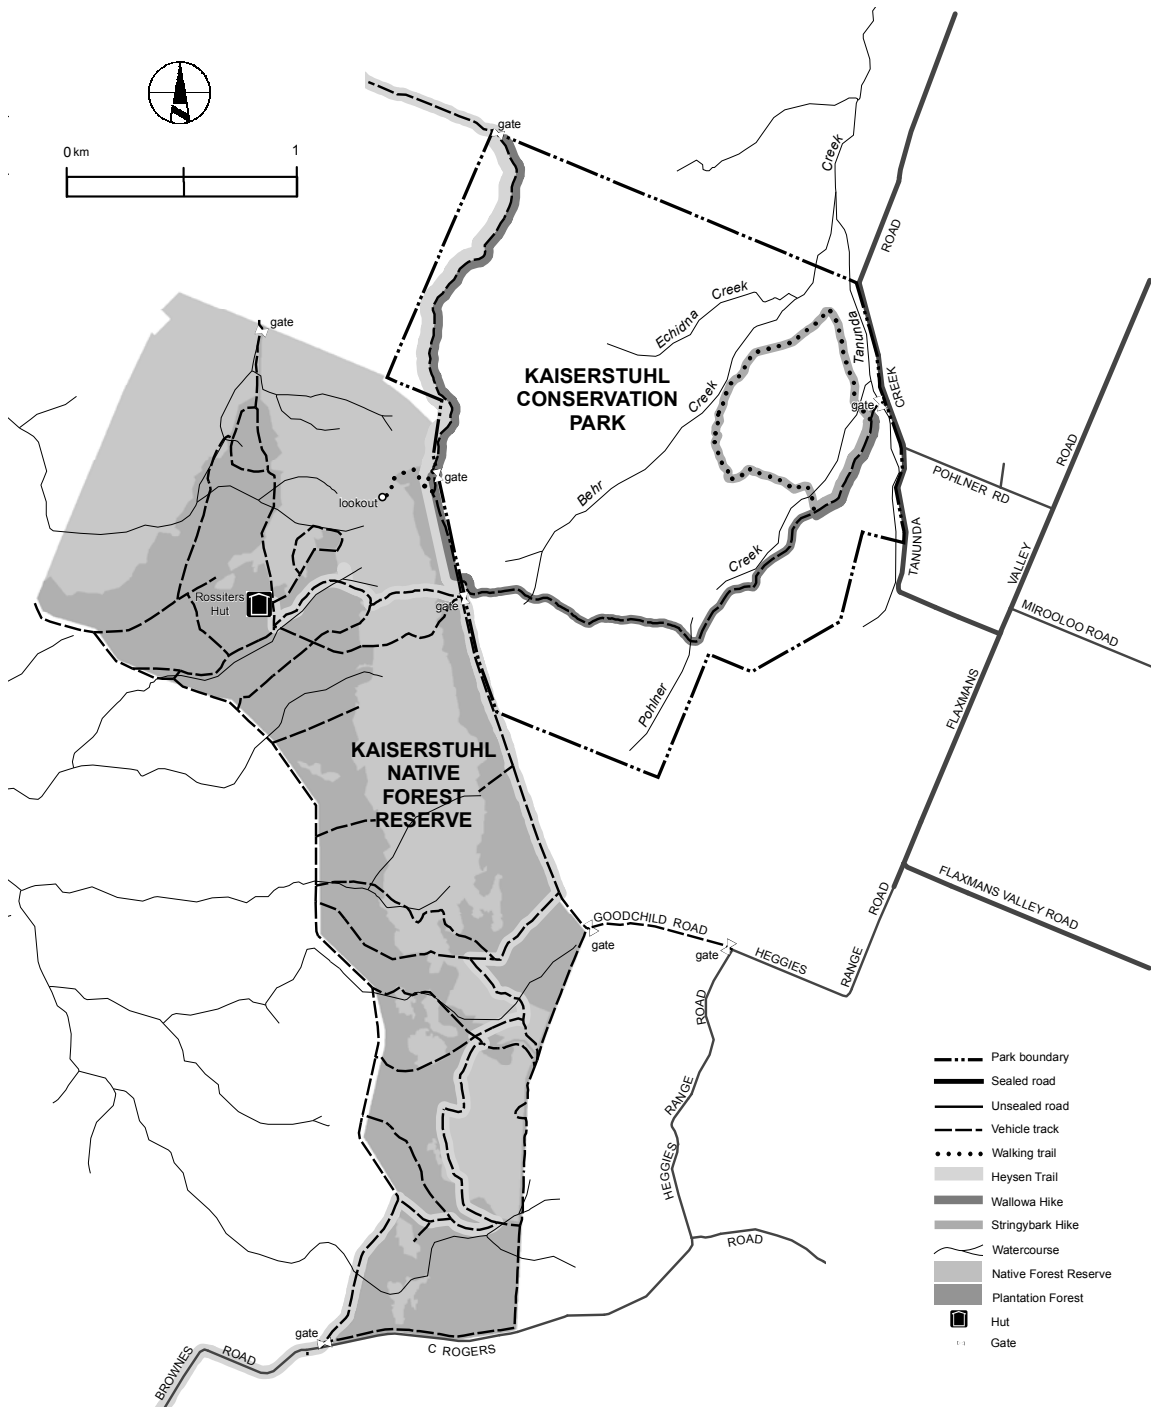 gate
0 km
1
Creek
ROAD
Creek
Echidna
gate
Tanunda
KAISERSTUHL
CONSERVATION
PARK
Creek
CREEK
gate
ROAD
gate
POHLNER RD
lookout
Behr
TANUNDA
Creek
VALLEY
Rossiters
Hut
gate
MIROOLOO ROAD
Pohlner
FLAXMANS
KAISERSTUHL
NATIVE
FOREST
RESERVE
FLAXMANS VALLEY ROAD
ROAD
GOODCHILD ROAD
gate
gate
HEGGIES
RANGE
ROAD
RANGE
HEGGIES
ROAD
Park boundary
Sealed road
Unsealed road
Vehicle track
Walking trail
Heysen Trail
Wallowa Hike
Stringybark Hike
Watercourse
Native Forest Reserve
Plantation Forest
Hut
Gate
gate
C ROGERS
ROAD
BROWNES